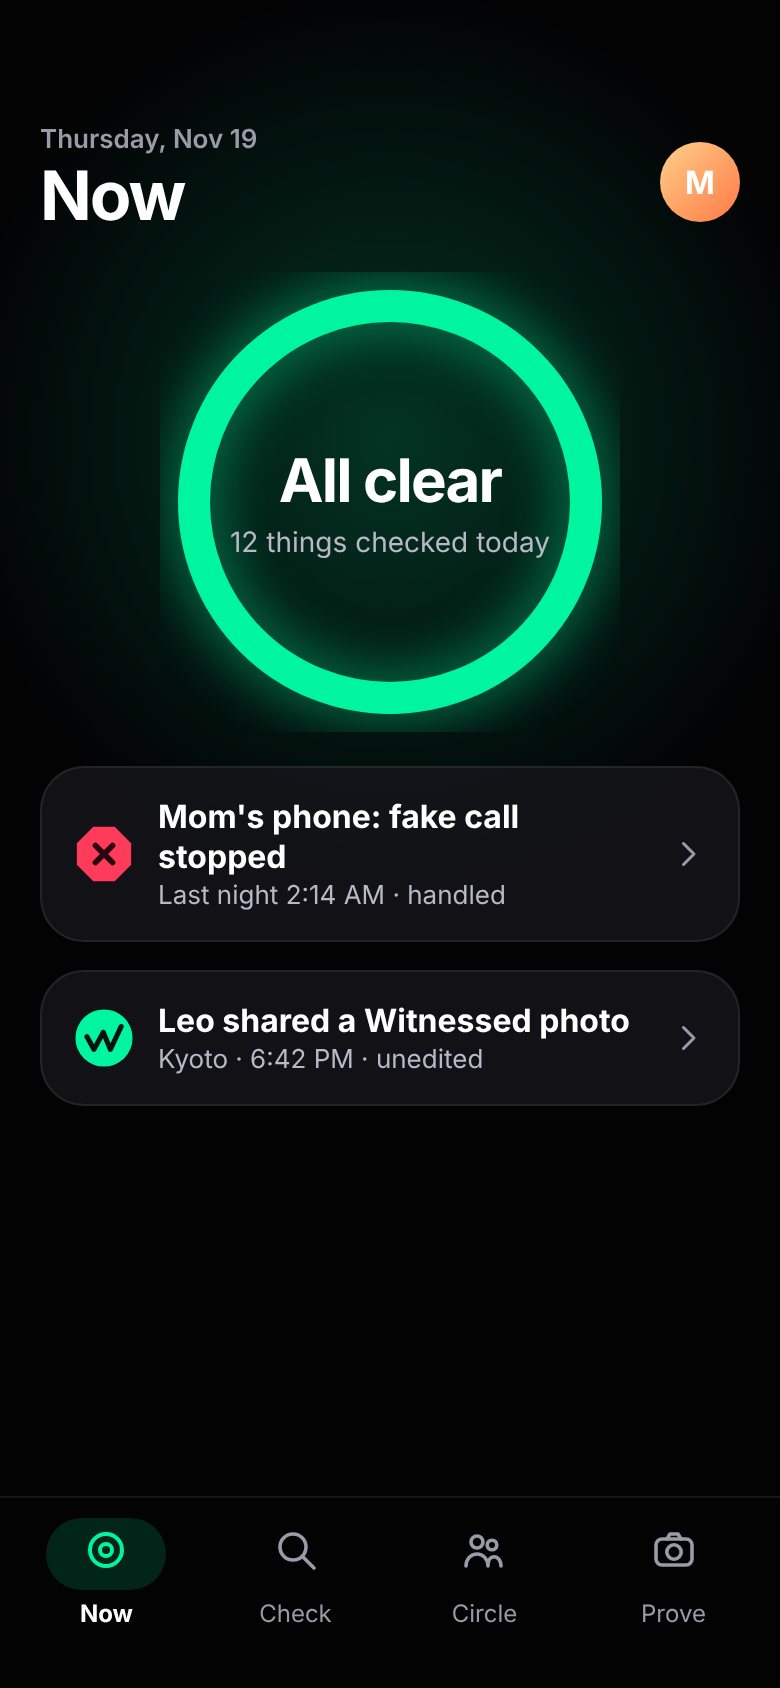 Thursday, Nov 19
Now
M
All clear
12 things checked today
Mom's phone: fake call
stopped
Last night 2:14 AM · handled
Leo shared a Witnessed photo
Kyoto · 6:42 PM · unedited
Now
Check
Circle
Prove